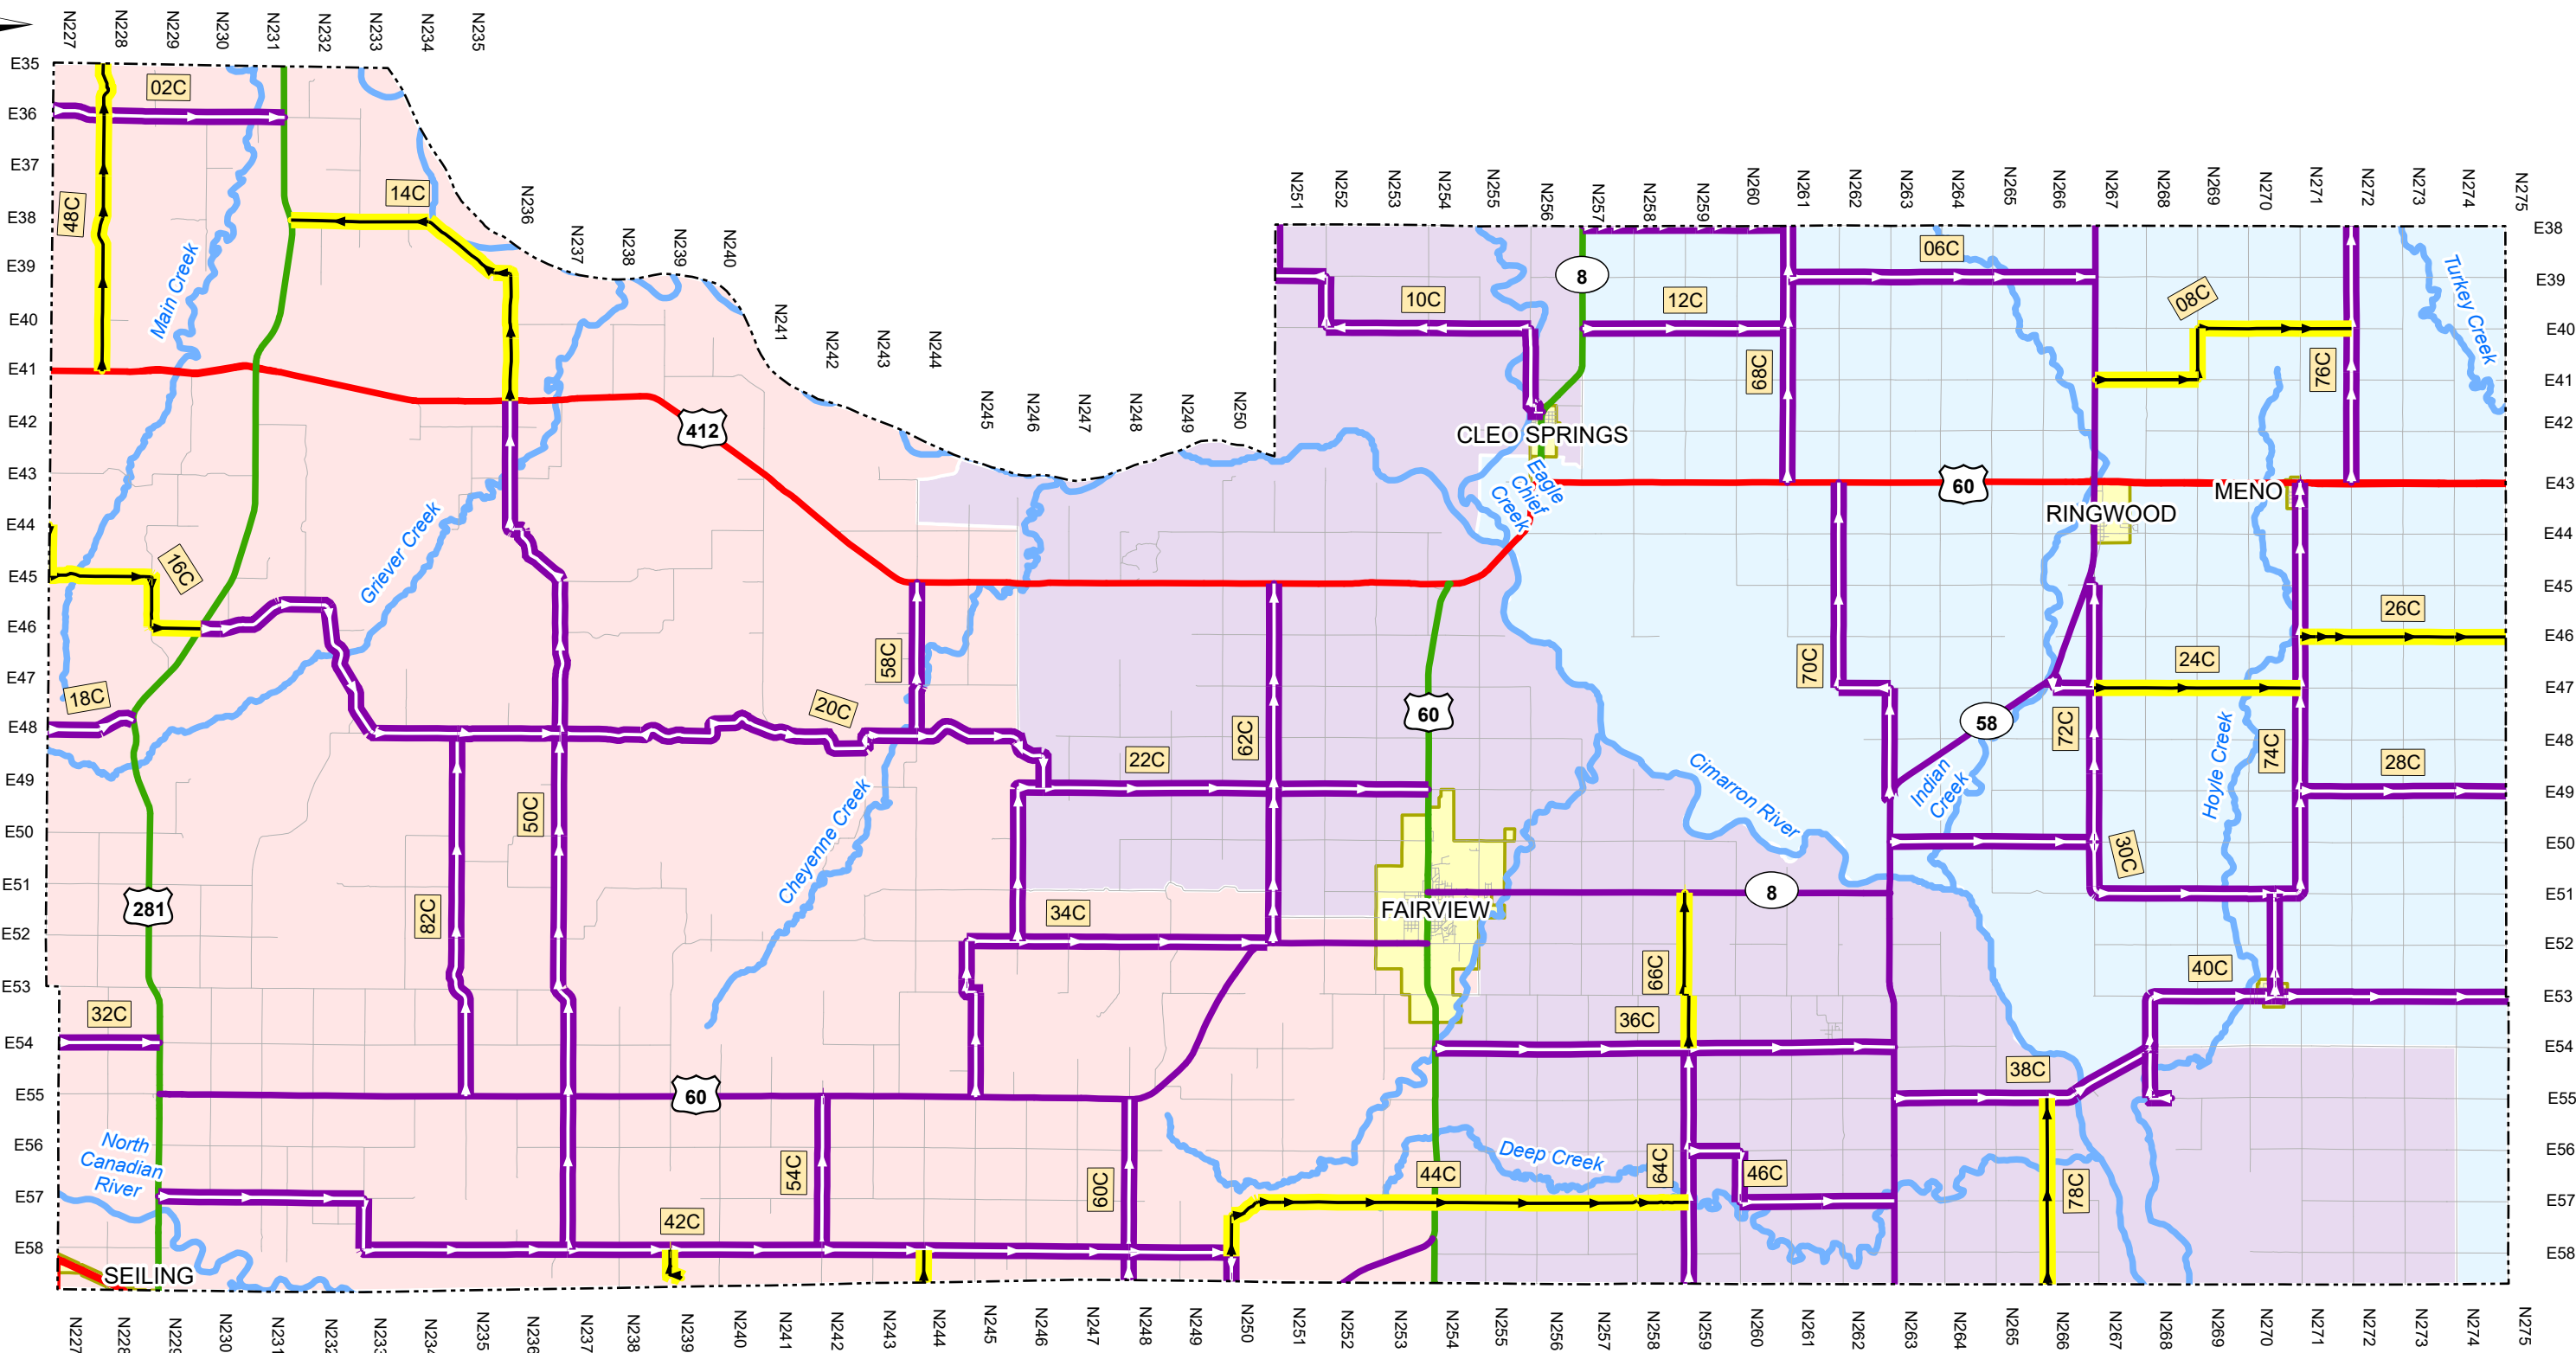 N227
N228
N229
N230
N231
N232
N233
N234
N235
E35
E36
E37
E38
E39
E40
E41
E42
E43
E44
E45
E46
E47
E48
E49
E50
E51
E52
E53
E54
E55
E56
E57
E58
02C
48C
14C
Main Creek
N236
N237
N238
N239
N240
N241
N242
N243
N244
N245
N246
N247
N248
N249
N250
N251
N252
N253
N254
N255
N256
N257
N258
N259
N260
N261
N262
N263
N264
N265
N266
N267
N268
N269
N270
N271
N272
N273
N274
N275
E38
E39
E40
E41
E42
E43
E44
E45
E46
E47
E48
E49
E50
E51
E52
E53
E54
E55
E56
E57
E58
06C
8
10C
12C
08C
Turkey Creek
68C
76C
412
CLEO SPRINGS
Eagle
Chief
Creek
60
MENO
RINGWOOD
16C
Griever Creek
26C
58C
70C
24C
18C
20C
60
62C
58
72C
74C
22C
28C
Cimarron River
Indian
Creek
Hoyle Creek
50C
Cheyenne Creek
30C
281
82C
34C
FAIRVIEW
8
66C
40C
32C
36C
38C
60
North
Canadian
River
54C
60C
44C
Deep Creek
64C
46C
78C
42C
SEILING
N227
N228
N229
N230
N231
N232
N233
N234
N235
N236
N237
N238
N239
N240
N241
N242
N243
N244
N245
N246
N247
N248
N249
N250
N251
N252
N253
N254
N255
N256
N257
N258
N259
N260
N261
N262
N263
N264
N265
N266
N267
N268
N269
N270
N271
N272
N273
N274
N275